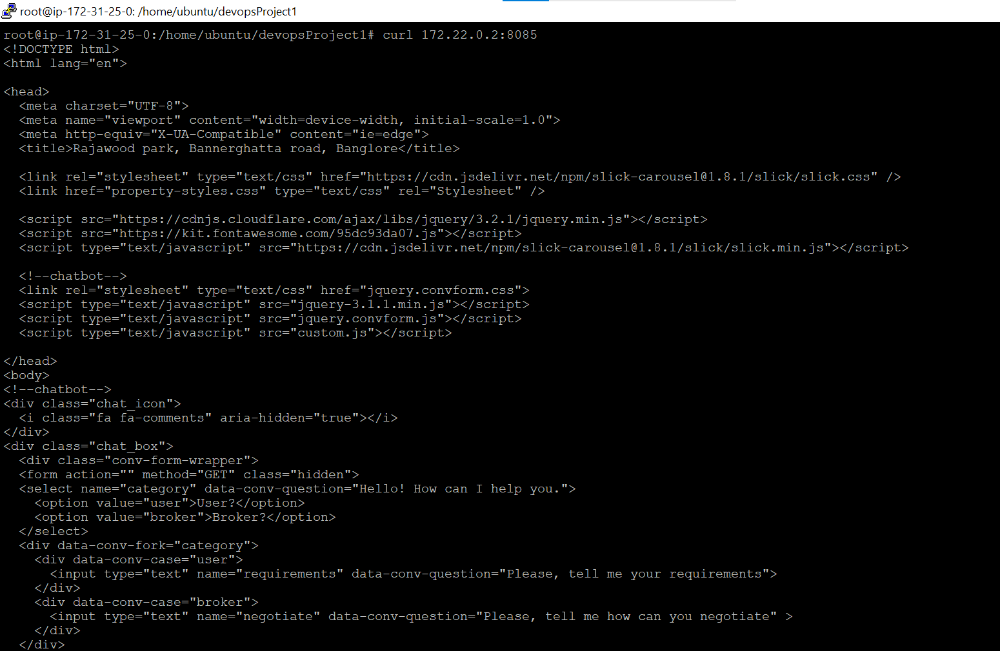 root@ip-172-31-25-0: /home/ubuntu/devopsProject1
root@ip-172-31-25-0:/home/ubuntu/devopsProject1# curl 172.22.0.2:8085
<!DOCTYPE html>
<html lang="en">
<head>
<meta charset="UTF-8">
<meta name="viewport" content="width=device-width, initial-scale=1.0">
<meta http-equiv="X-UA-Compatible" content="ie=edge">
<title>Rajawood park, Bannerghatta road, Banglore</title>
<link rel="stylesheet" type="text/css" href="https://cdn.jsdelivr.net/npm/slick-carousel@1.8.1/slick/slick.css" />
<link href="property-styles.css" type="text/css" rel="Stylesheet" />
<script src="https://cdnjs.cloudflare.com/ajax/libs/jquery/3.2.1/jquery.min.js"></script>
<script src="https://kit.fontawesome.com/95dc93da07.js"></script>
<script type="text/javascript" src="https://cdn.jsdelivr.net/npm/slick-carousel@1.8.1/slick/slick.min.js"></script>
<!--chatbot-->
<link rel="stylesheet" type="text/css" href="jquery.convform.css">
<script type="text/javascript" src="jquery-3.1.1.min.js"></script>
<script type="text/javascript" src="jquery.convform.js"></script>
<script type="text/javascript" src="custom.js"></script>
</head>
<body>
<!--chatbot-->
<div class="chat_icon">
<i class="fa fa-comments" aria-hidden="true"></i>
</div>
<div class="chat_box">
<div class="conv-form-wrapper">
<form action="" method="GET" class="hidden">
<select name="category" data-conv-question="Hello! How can I help you.">
<option value="user">User?</option>
<option value="broker">Broker?</option>
</select>
<div data-conv-fork="category">
<div data-conv-case="user">
<input type="text" name="requirements" data-conv-question="Please, tell me your requirements">
</div>
<div data-conv-case="broker">
<input type="text" name="negotiate" data-conv-question="Please, tell me how can you negotiate" >
</div>
</div>